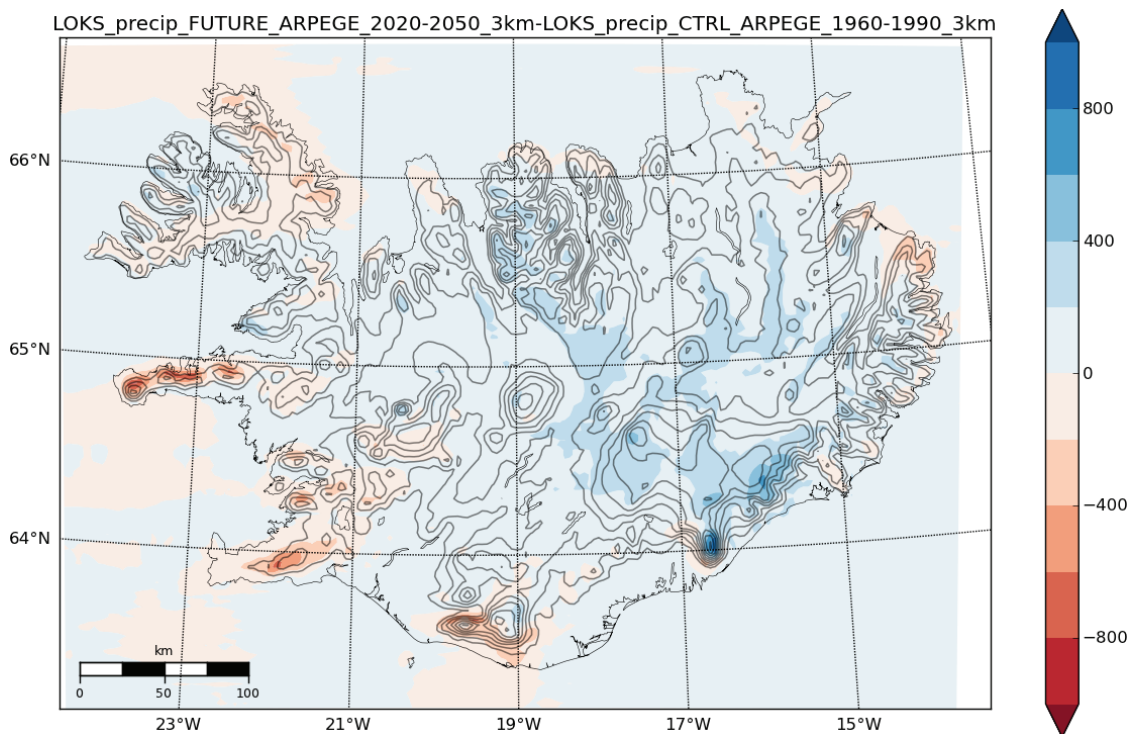 LOKS_precip_FUTURE_ARPEGE_2020-2050_3km-LOKS_precip_CTRL_ARPEGE_1960-1990_3km
800
66°N
400
65°N
0
−400
64°N
−800
km
0 50 100
23°W 21°W 19°W 17°W 15°W